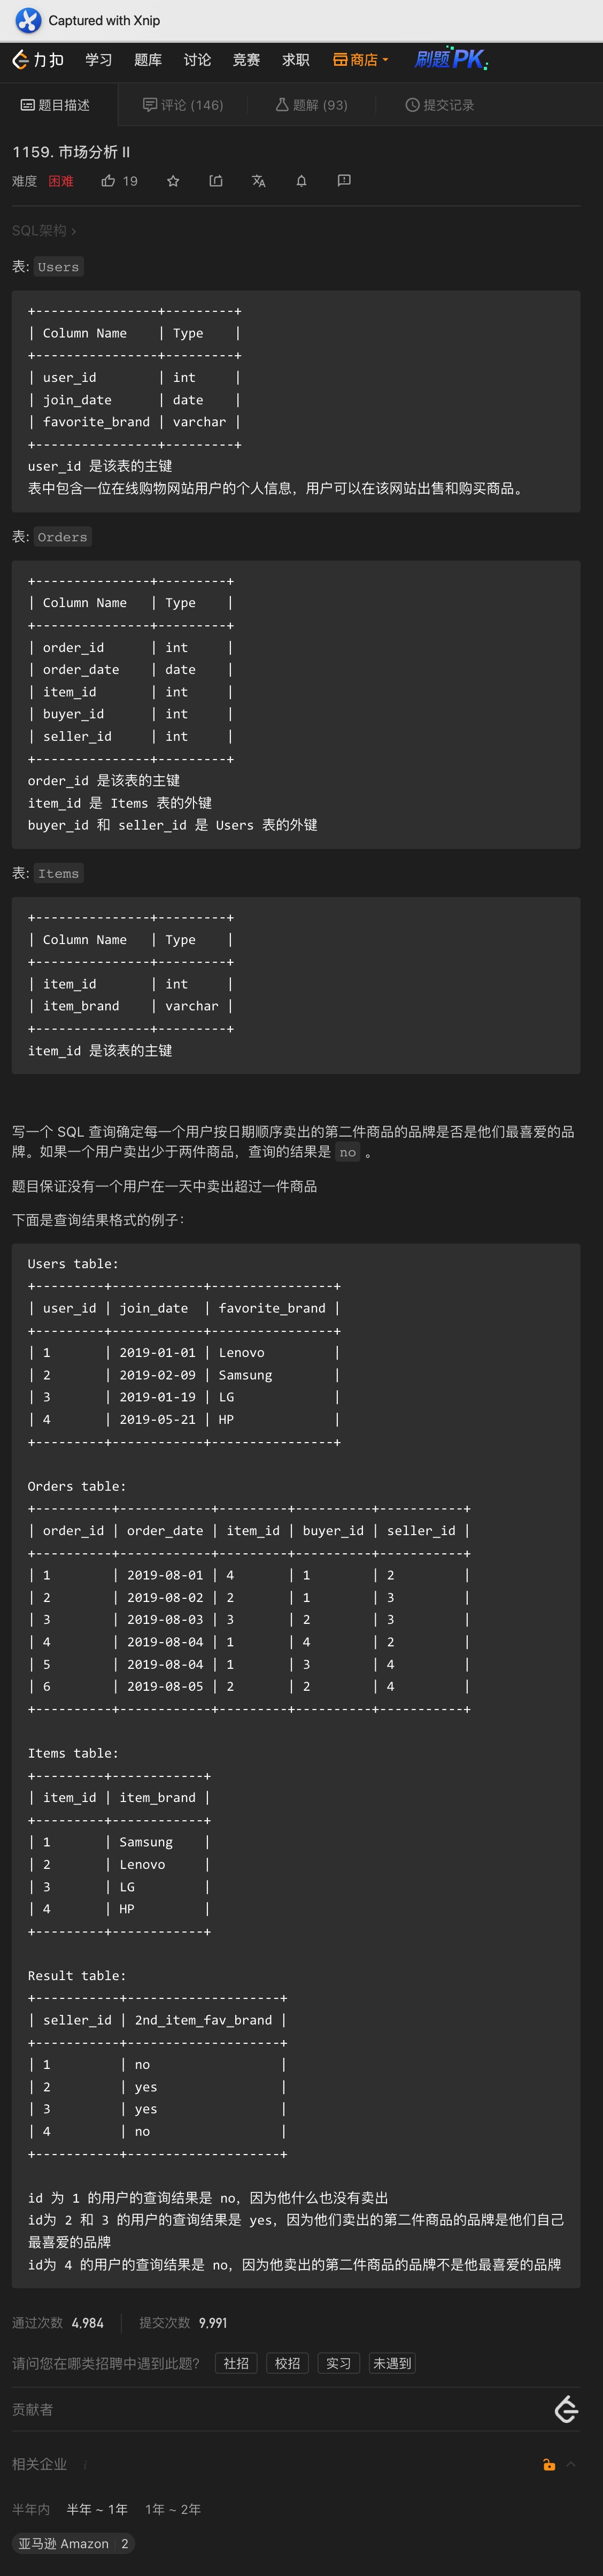 Captured with Xnip
力扣 学习 题库 讨论 竞赛 求职 商店 刷题PK
题目描述 评论 (146) 题解 (93) 提交记录
1159. 市场分析 II
难度 困难 19
SQL架构 ›
表: Users
+----------------+---------+
| Column Name    | Type    |
+----------------+---------+
| user_id        | int     |
| join_date      | date    |
| favorite_brand | varchar |
+----------------+---------+
user_id 是该表的主键
表中包含一位在线购物网站用户的个人信息，用户可以在该网站出售和购买商品。
表: Orders
+---------------+---------+
| Column Name   | Type    |
+---------------+---------+
| order_id      | int     |
| order_date    | date    |
| item_id       | int     |
| buyer_id      | int     |
| seller_id     | int     |
+---------------+---------+
order_id 是该表的主键
item_id 是 Items 表的外键
buyer_id 和 seller_id 是 Users 表的外键
表: Items
+---------------+---------+
| Column Name   | Type    |
+---------------+---------+
| item_id       | int     |
| item_brand    | varchar |
+---------------+---------+
item_id 是该表的主键
写一个 SQL 查询确定每一个用户按日期顺序卖出的第二件商品的品牌是否是他们最喜爱的品
牌。如果一个用户卖出少于两件商品，查询的结果是 no 。
题目保证没有一个用户在一天中卖出超过一件商品
下面是查询结果格式的例子：
Users table:
+---------+------------+----------------+
| user_id | join_date  | favorite_brand |
+---------+------------+----------------+
| 1       | 2019-01-01 | Lenovo         |
| 2       | 2019-02-09 | Samsung        |
| 3       | 2019-01-19 | LG             |
| 4       | 2019-05-21 | HP             |
+---------+------------+----------------+
Orders table:
+----------+------------+---------+----------+-----------+
| order_id | order_date | item_id | buyer_id | seller_id |
+----------+------------+---------+----------+-----------+
| 1        | 2019-08-01 | 4       | 1        | 2         |
| 2        | 2019-08-02 | 2       | 1        | 3         |
| 3        | 2019-08-03 | 3       | 2        | 3         |
| 4        | 2019-08-04 | 1       | 4        | 2         |
| 5        | 2019-08-04 | 1       | 3        | 4         |
| 6        | 2019-08-05 | 2       | 2        | 4         |
+----------+------------+---------+----------+-----------+
Items table:
+---------+------------+
| item_id | item_brand |
+---------+------------+
| 1       | Samsung    |
| 2       | Lenovo     |
| 3       | LG         |
| 4       | HP         |
+---------+------------+
Result table:
+-----------+--------------------+
| seller_id | 2nd_item_fav_brand |
+-----------+--------------------+
| 1         | no                 |
| 2         | yes                |
| 3         | yes                |
| 4         | no                 |
+-----------+--------------------+
id 为 1 的用户的查询结果是 no，因为他什么也没有卖出
id为 2 和 3 的用户的查询结果是 yes，因为他们卖出的第二件商品的品牌是他们自己
最喜爱的品牌
id为 4 的用户的查询结果是 no，因为他卖出的第二件商品的品牌不是他最喜爱的品牌
通过次数 4,984 提交次数 9,991
请问您在哪类招聘中遇到此题? 社招 校招 实习 未遇到
贡献者
相关企业 i
半年内 半年 ~ 1年 1年 ~ 2年
亚马逊 Amazon 2